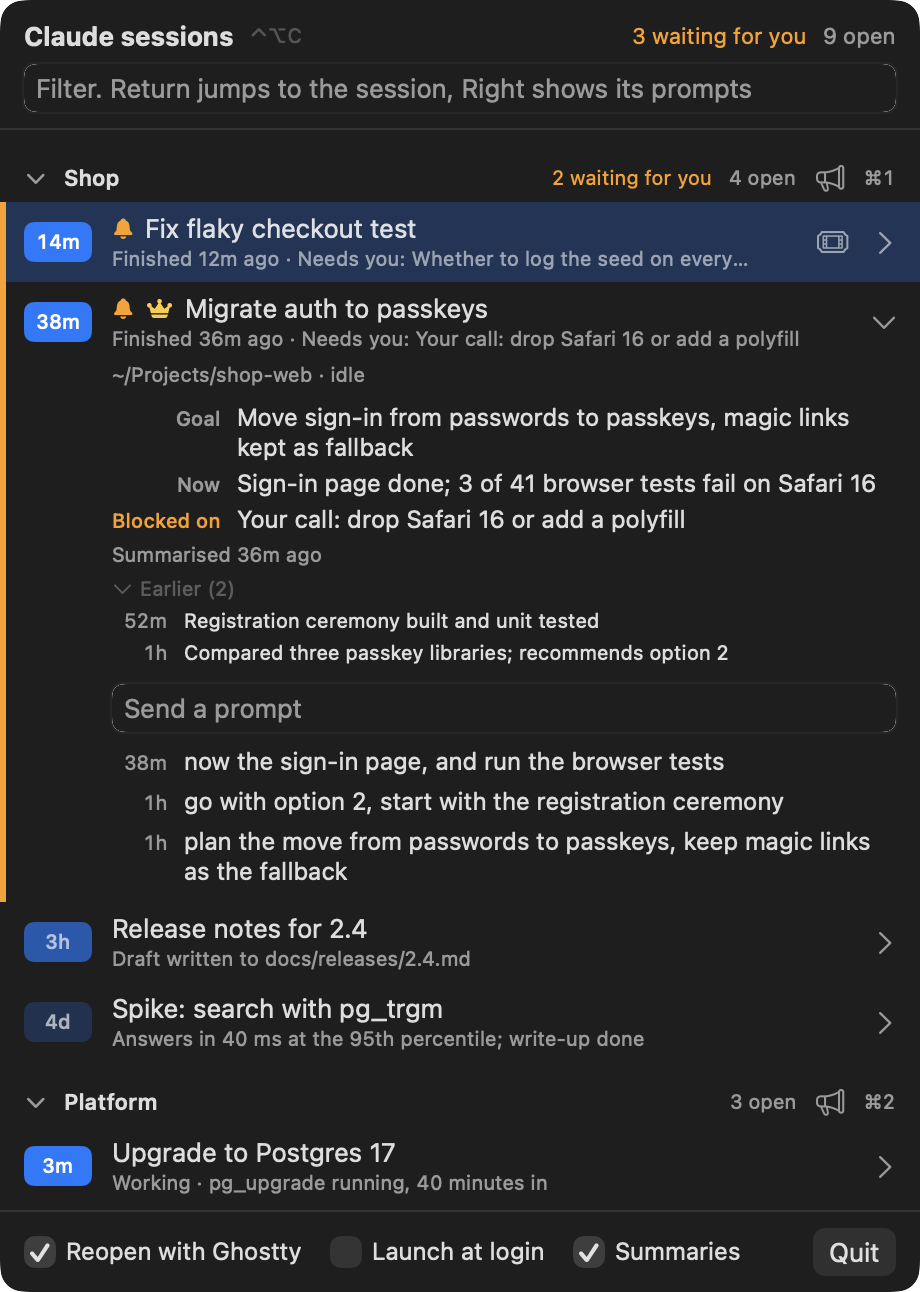 Claude sessions ⌃⌥C 3 waiting for you 9 open
Filter. Return jumps to the session, Right shows its prompts
Shop 2 waiting for you 4 open ⌘1
14m Fix flaky checkout test
Finished 12m ago · Needs you: Whether to log the seed on every…
38m Migrate auth to passkeys
Finished 36m ago · Needs you: Your call: drop Safari 16 or add a polyfill
~/Projects/shop-web · idle
Goal Move sign-in from passwords to passkeys, magic links
kept as fallback
Now Sign-in page done; 3 of 41 browser tests fail on Safari 16
Blocked on Your call: drop Safari 16 or add a polyfill
Summarised 36m ago
Earlier (2)
52m Registration ceremony built and unit tested
1h Compared three passkey libraries; recommends option 2
Send a prompt
38m now the sign-in page, and run the browser tests
1h go with option 2, start with the registration ceremony
1h plan the move from passwords to passkeys, keep magic links
as the fallback
3h Release notes for 2.4
Draft written to docs/releases/2.4.md
4d Spike: search with pg_trgm
Answers in 40 ms at the 95th percentile; write-up done
Platform 3 open ⌘2
3m Upgrade to Postgres 17
Working · pg_upgrade running, 40 minutes in
Reopen with Ghostty Launch at login Summaries Quit